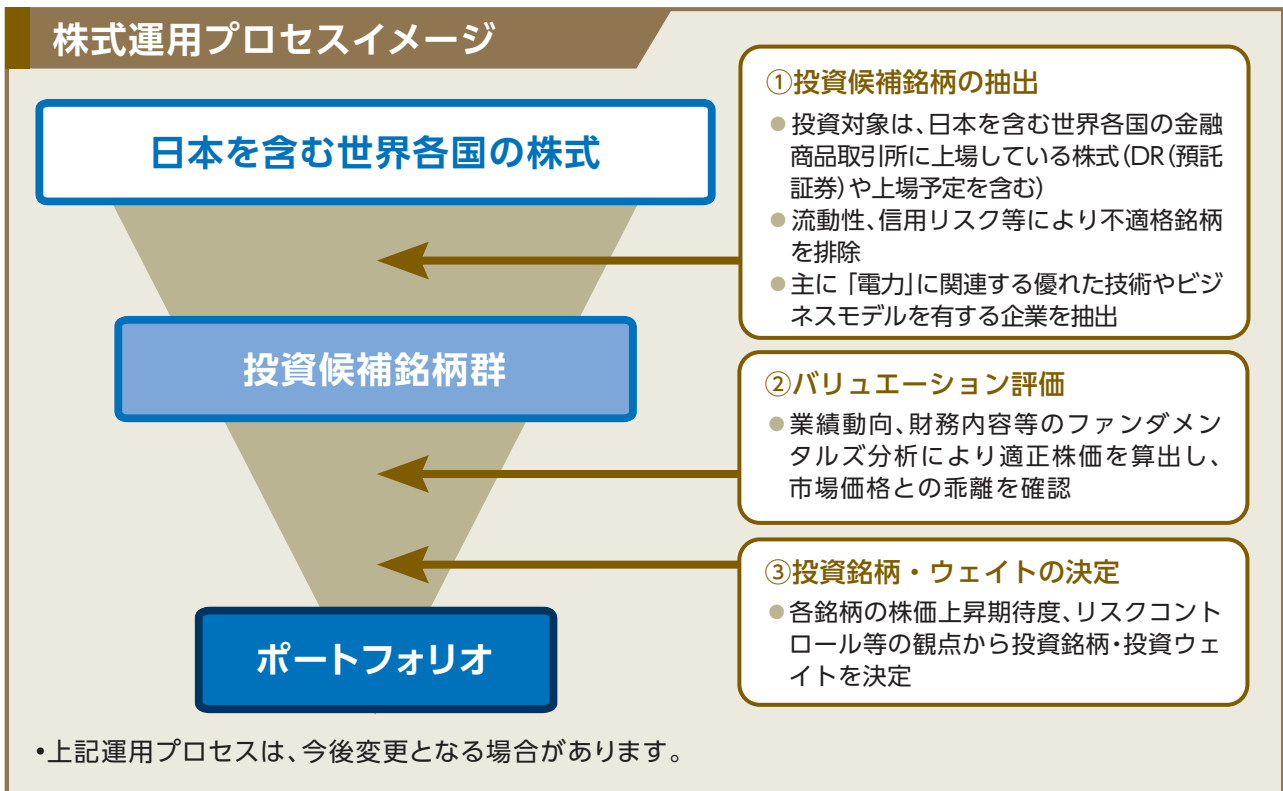 株式運用プロセスイメージ
日本を含む世界各国の株式
投資候補銘柄群
ポートフォリオ
①投資候補銘柄の抽出
●投資対象は、日本を含む世界各国の金融
商品取引所に上場している株式(DR(預託
証券)や上場予定を含む)
●流動性、信用リスク等により不適格銘柄
を排除
●主に「電力」に関連する優れた技術やビジ
ネスモデルを有する企業を抽出
②バリュエーション評価
●業績動向、財務内容等のファンダメン
タルズ分析により適正株価を算出し、
市場価格との乖離を確認
③投資銘柄・ウェイトの決定
●各銘柄の株価上昇期待度、リスクコント
ロール等の観点から投資銘柄・投資ウェ
イトを決定
•上記運用プロセスは、今後変更となる場合があります。